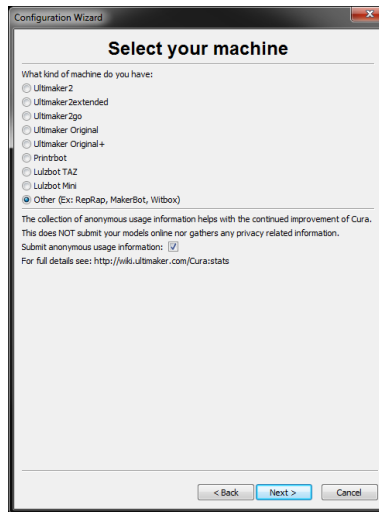 Configuration Wizard
Select your machine
What kind of machine do you have:
Ultimaker2
Ultimaker2extended
Ultimaker2go
Ultimaker Original
Ultimaker Original+
Printrbot
Lulzbot TAZ
Lulzbot Mini
Other (Ex: RepRap, MakerBot, Witbox)
The collection of anonymous usage information helps with the continued improvement of Cura.
This does NOT submit your models online nor gathers any privacy related information.
Submit anonymous usage information:
For full details see: http://wiki.ultimaker.com/Cura:stats
< Back Next > Cancel